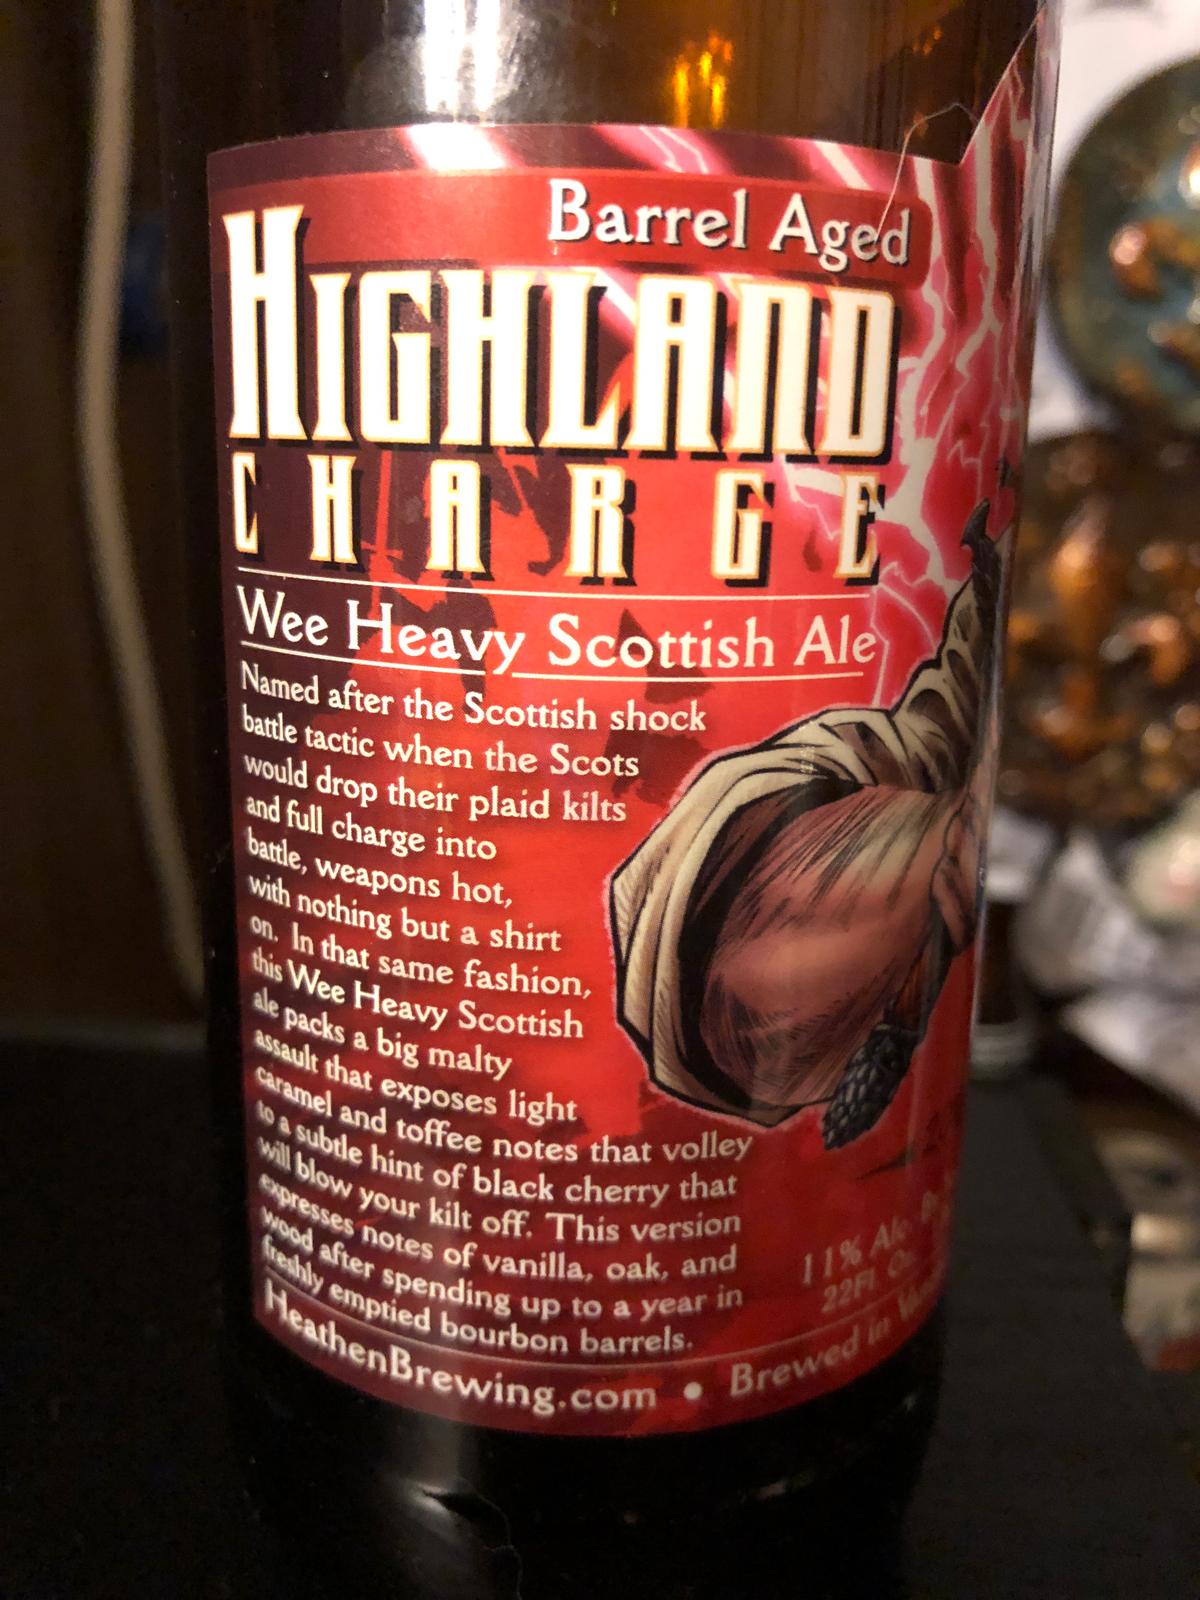 Barrel Aged
HIGHLAND
CHARGE
Wee Heavy Scottish Ale
Named after the Scottish shock
battle tactic when the Scots
would drop their plaid kilts
and full charge into
battle, weapons hot,
with nothing but a shirt
on. In that same fashion,
this Wee Heavy Scottish
ale packs a big malty
assault that exposes light
caramel and toffee notes that volley
to a subtle hint of black cherry that
will blow your kilt off. This version
expresses notes of vanilla, oak, and
wood after spending up to a year in
freshly emptied bourbon barrels.
11% Alc. By
22Fl. Oz.
HeathenBrewing.com • Brewed in